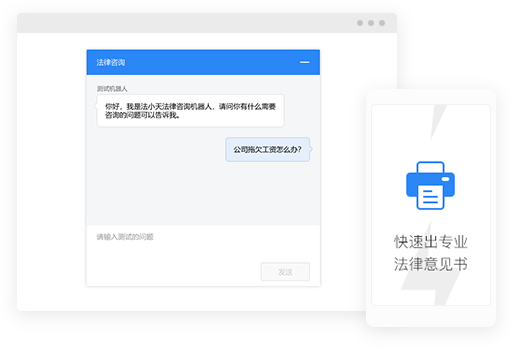 法律咨询
测试机器人
你好，我是法小天法律咨询机器人，请问你有什么需要
咨询的问题可以告诉我。
公司拖欠工资怎么办?
请输入测试的问题
发送
快速出专业
法律意见书